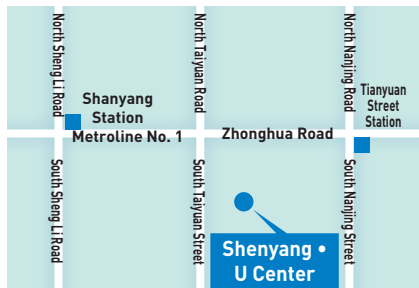 North Sheng Li Road
North Taiyuan Road
North Nanjing Road
Tianyuan
Street
Station
Shanyang
Station
Metroline No. 1
Zhonghua Road
South Sheng Li Road
South Taiyuan Street
South Nanjing Street
Shenyang •
U Center